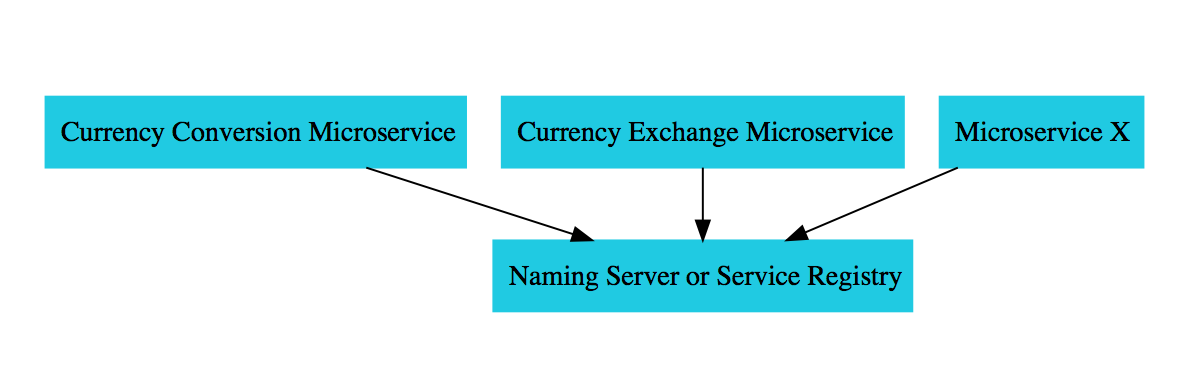 Currency Conversion Microservice
Currency Exchange Microservice
Microservice X
Naming Server or Service Registry